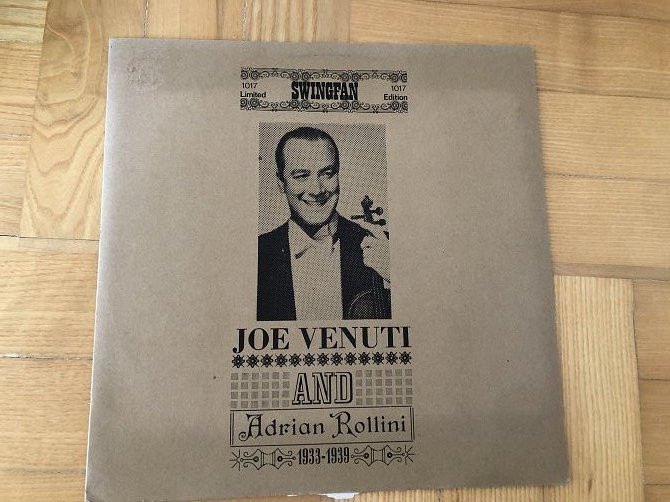 1017 SWINGFAN 1017
Limited Edition
JOE VENUTI
AND
Adrian Rollini
1933-1939